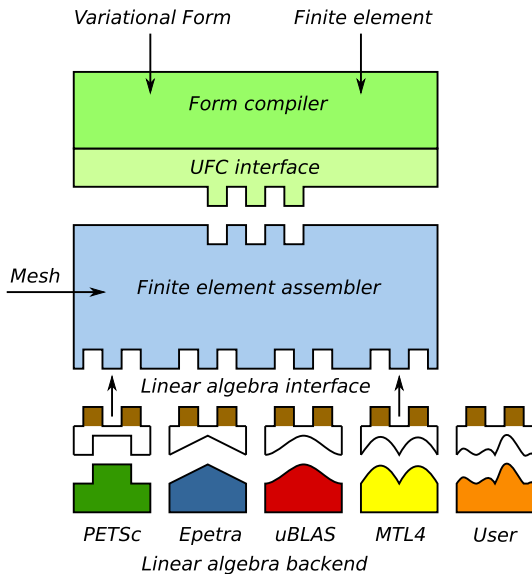 Variational Form
Finite element
Form compiler
UFC interface
Mesh
Finite element assembler
Linear algebra interface
PETSc
Epetra
uBLAS
MTL4
User
Linear algebra backend